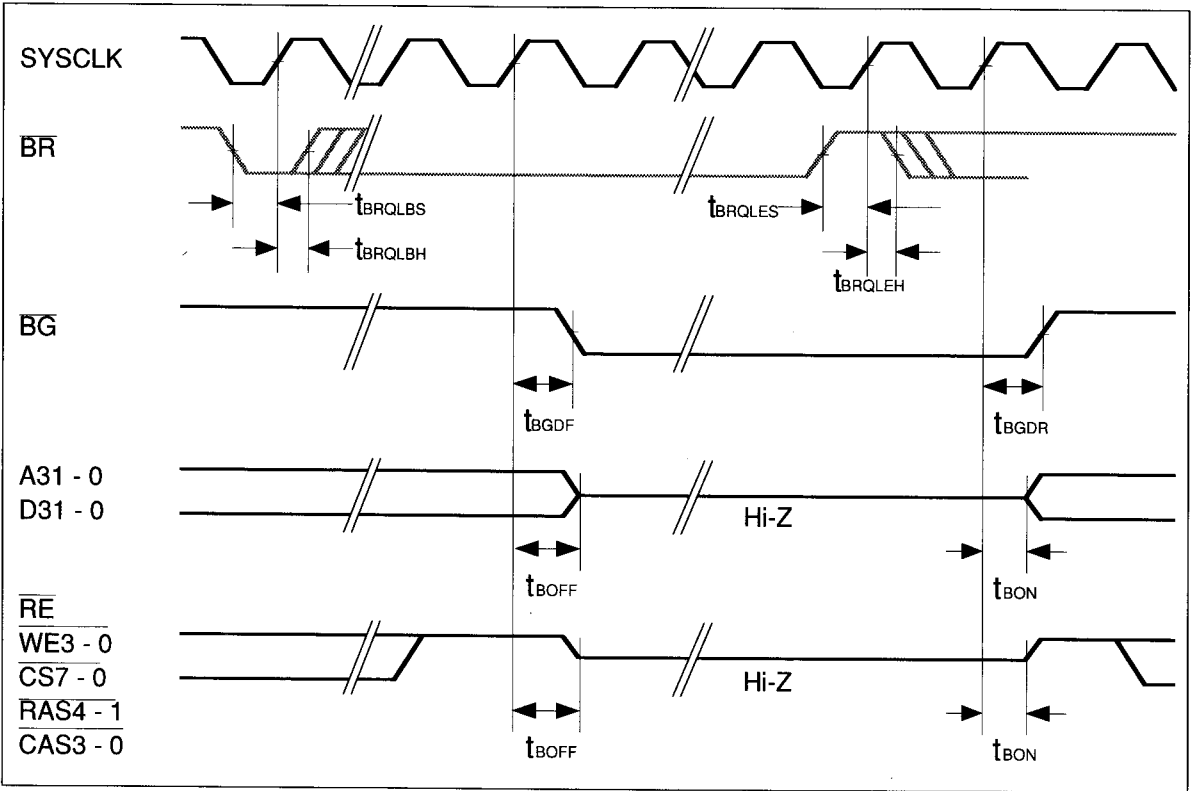 SYSCLK
BR
tBRQLBS
tBRQLES
tBRQLBH
tBRQLEH
BG
tBGDF
tBGDR
A31 - 0
D31 - 0
Hi-Z
tBOFF
tBON
RE
WE3 - 0
CS7 - 0
Hi-Z
RAS4 - 1
CAS3 - 0
tBOFF
tBON